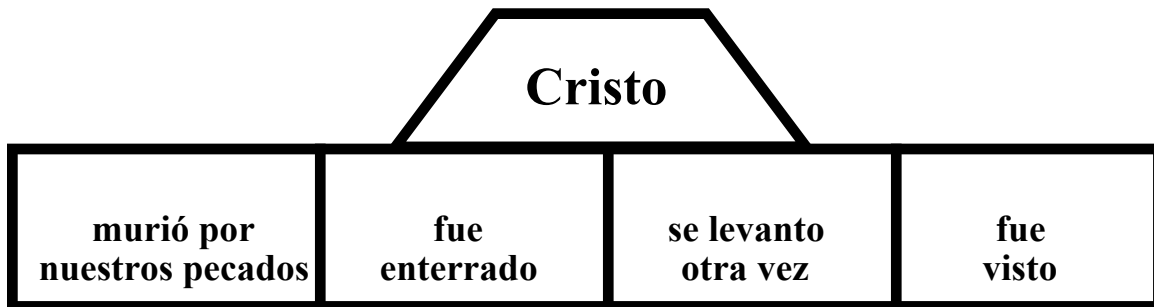 Cristo
murió por
nuestros pecados
fue
enterrado
se levanto
otra vez
fue
visto